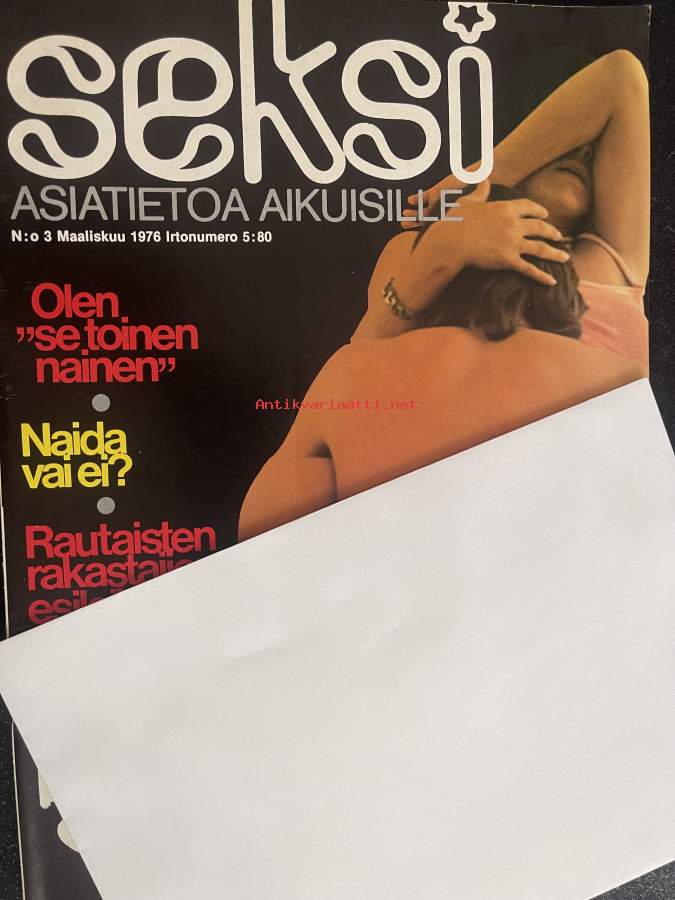 seksi
ASIATIETOA AIKUISILLE
N:o 3 Maaliskuu 1976 Irtonumero 5:80
Olen
”se toinen
nainen”
Antikvariaatti.net
Naida
vai ei?
Rautaisten